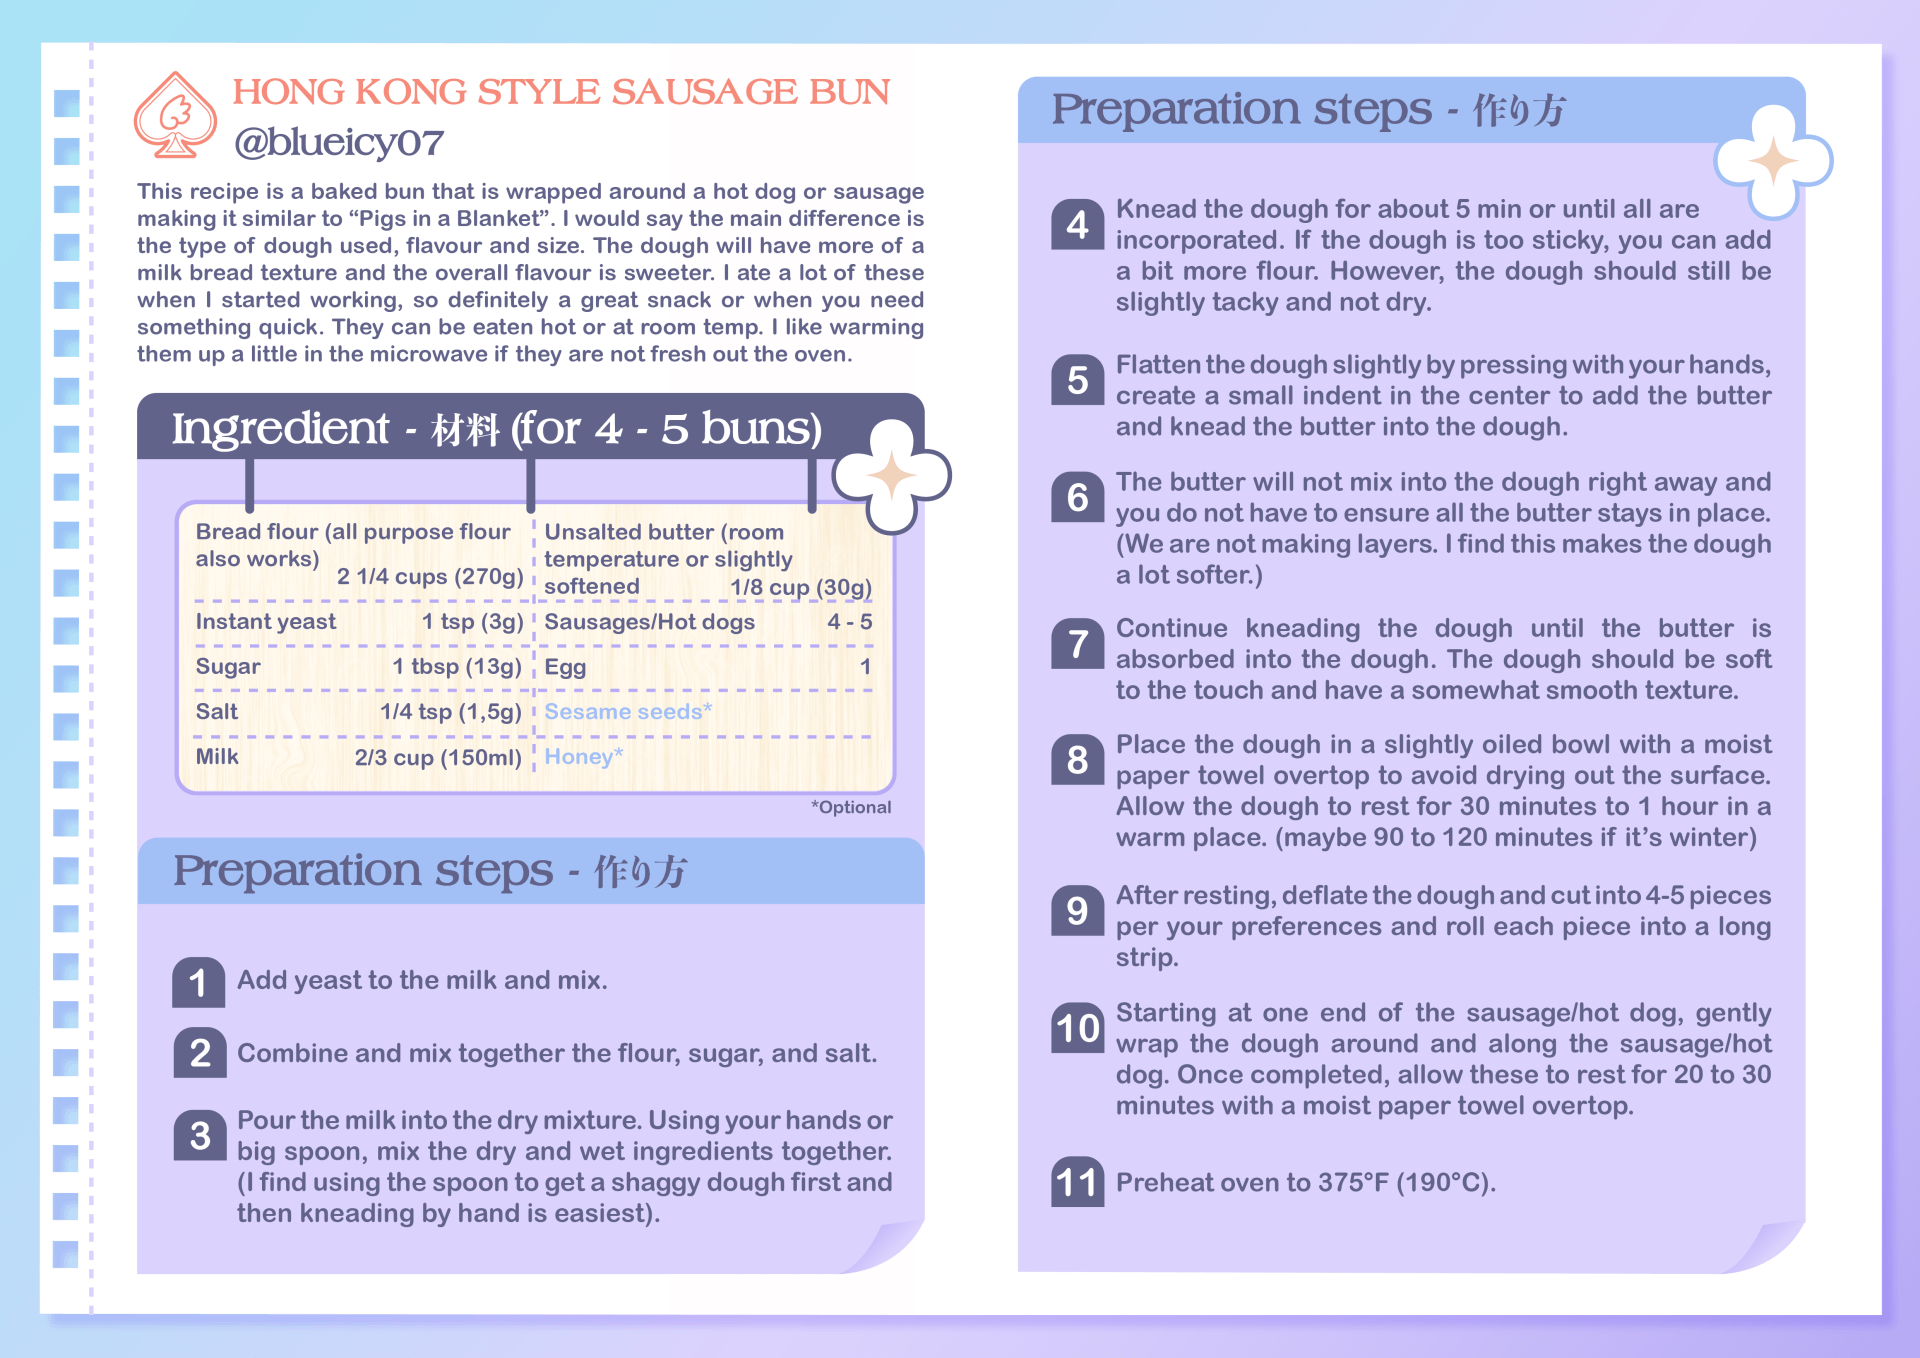 HONG KONG STYLE SAUSAGE BUN
@blueicy07
This recipe is a baked bun that is wrapped around a hot dog or sausage
making it similar to “Pigs in a Blanket”. I would say the main difference is
the type of dough used, flavour and size. The dough will have more of a
milk bread texture and the overall flavour is sweeter. I ate a lot of these
when I started working, so definitely a great snack or when you need
something quick. They can be eaten hot or at room temp. I like warming
them up a little in the microwave if they are not fresh out the oven.
Ingredient - 材料 (for 4 - 5 buns)
Bread flour (all purpose flour
also works)
2 1/4 cups (270g)
Instant yeast 1 tsp (3g)
Sugar 1 tbsp (13g)
Salt 1/4 tsp (1,5g)
Milk 2/3 cup (150ml)
Unsalted butter (room
temperature or slightly
softened 1/8 cup (30g)
Sausages/Hot dogs 4 - 5
Egg 1
Sesame seeds*
Honey*
*Optional
Preparation steps - 作り方
1 Add yeast to the milk and mix.
2 Combine and mix together the flour, sugar, and salt.
3 Pour the milk into the dry mixture. Using your hands or
big spoon, mix the dry and wet ingredients together.
(I find using the spoon to get a shaggy dough first and
then kneading by hand is easiest).
Preparation steps - 作り方
4 Knead the dough for about 5 min or until all are
incorporated. If the dough is too sticky, you can add
a bit more flour. However, the dough should still be
slightly tacky and not dry.
5 Flatten the dough slightly by pressing with your hands,
create a small indent in the center to add the butter
and knead the butter into the dough.
6 The butter will not mix into the dough right away and
you do not have to ensure all the butter stays in place.
(We are not making layers. I find this makes the dough
a lot softer.)
7 Continue kneading the dough until the butter is
absorbed into the dough. The dough should be soft
to the touch and have a somewhat smooth texture.
8 Place the dough in a slightly oiled bowl with a moist
paper towel overtop to avoid drying out the surface.
Allow the dough to rest for 30 minutes to 1 hour in a
warm place. (maybe 90 to 120 minutes if it’s winter)
9 After resting, deflate the dough and cut into 4-5 pieces
per your preferences and roll each piece into a long
strip.
10 Starting at one end of the sausage/hot dog, gently
wrap the dough around and along the sausage/hot
dog. Once completed, allow these to rest for 20 to 30
minutes with a moist paper towel overtop.
11 Preheat oven to 375°F (190°C).